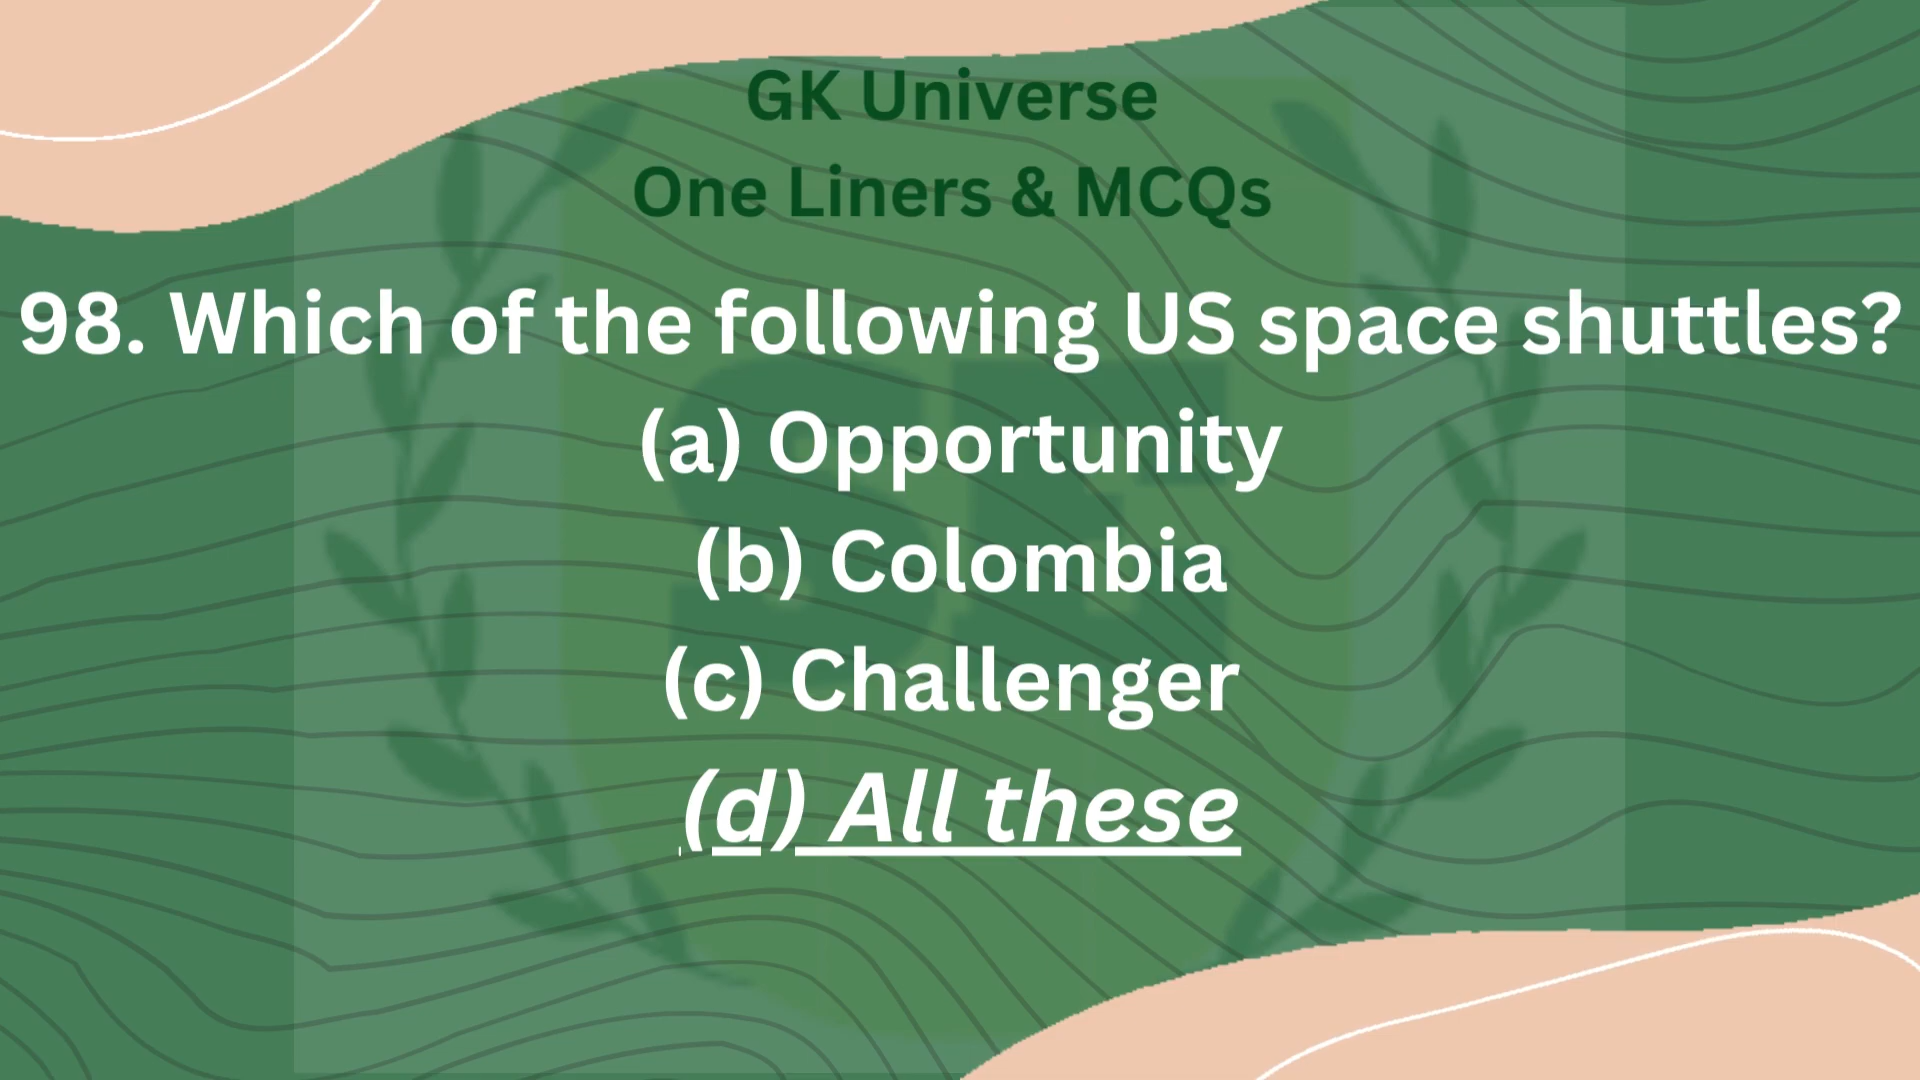 GK Universe
One Liners & MCQs
98. Which of the following US space shuttles?
(a) Opportunity
(b) Colombia
(c) Challenger
(d) All these